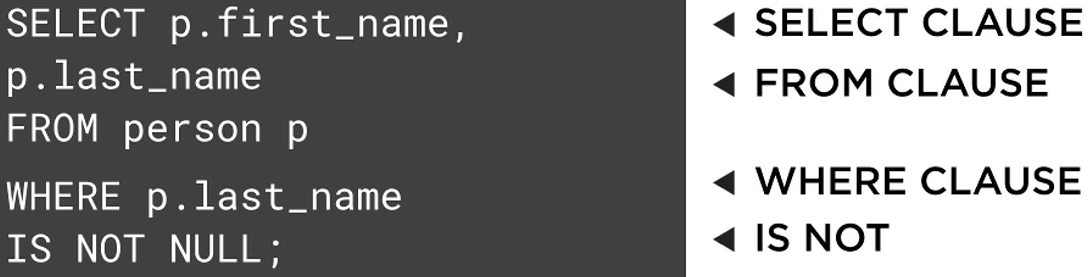 SELECT p.first_name,
p.last_name
FROM person p
WHERE p.last_name
IS NOT NULL;
◄ SELECT CLAUSE
◄ FROM CLAUSE
◄ WHERE CLAUSE
◄ IS NOT